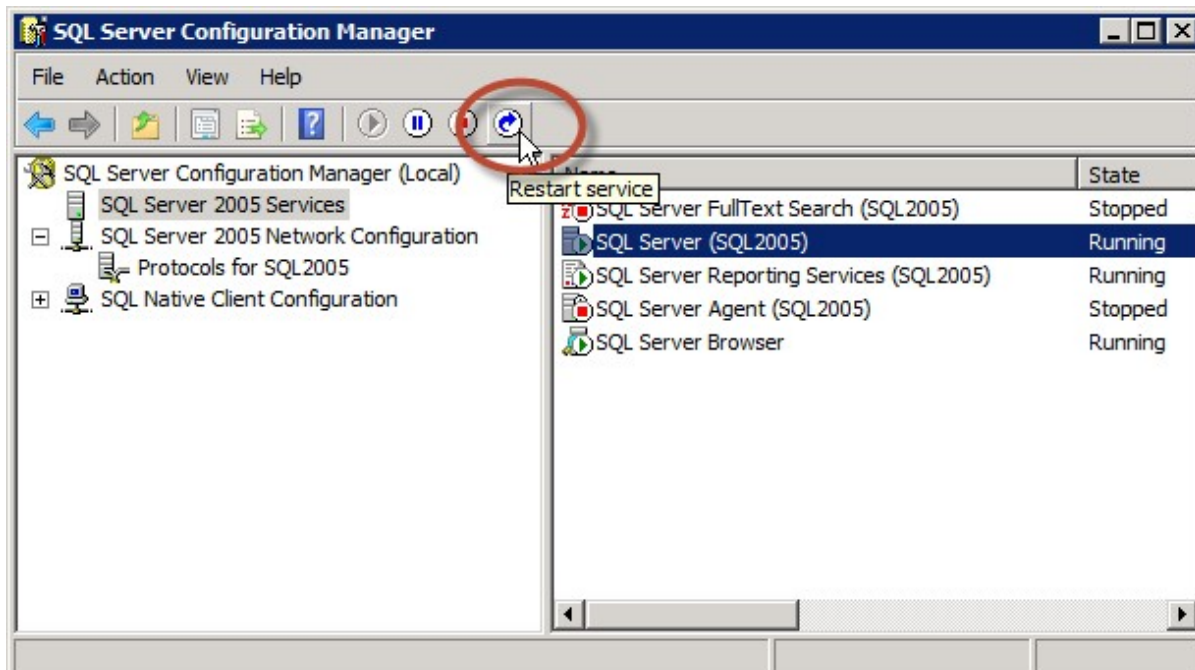 SQL Server Configuration Manager
File Action View Help
SQL Server Configuration Manager (Local)
SQL Server 2005 Services
SQL Server 2005 Network Configuration
Protocols for SQL2005
SQL Native Client Configuration
Restart service
State
SQL Server FullText Search (SQL2005) Stopped
SQL Server (SQL2005) Running
SQL Server Reporting Services (SQL2005) Running
SQL Server Agent (SQL2005) Stopped
SQL Server Browser Running